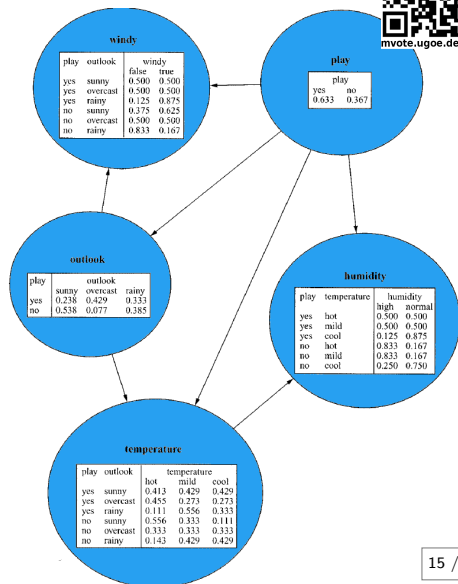 mvote.ugoe.de
windy
play outlook windy
false true
yes sunny 0.500 0.500
yes overcast 0.500 0.500
yes rainy 0.125 0.875
no sunny 0.375 0.625
no overcast 0.500 0.500
no rainy 0.833 0.167
play
play
yes no
0.633 0.367
outlook
play outlook
sunny overcast rainy
yes 0.238 0.429 0.333
no 0.538 0.077 0.385
humidity
play temperature humidity
high normal
yes hot 0.500 0.500
yes mild 0.500 0.500
yes cool 0.125 0.875
no hot 0.833 0.167
no mild 0.833 0.167
no cool 0.250 0.750
temperature
play outlook temperature
hot mild cool
yes sunny 0.413 0.429 0.429
yes overcast 0.455 0.273 0.273
yes rainy 0.111 0.556 0.333
no sunny 0.556 0.333 0.111
no overcast 0.333 0.333 0.333
no rainy 0.143 0.429 0.429
15 /